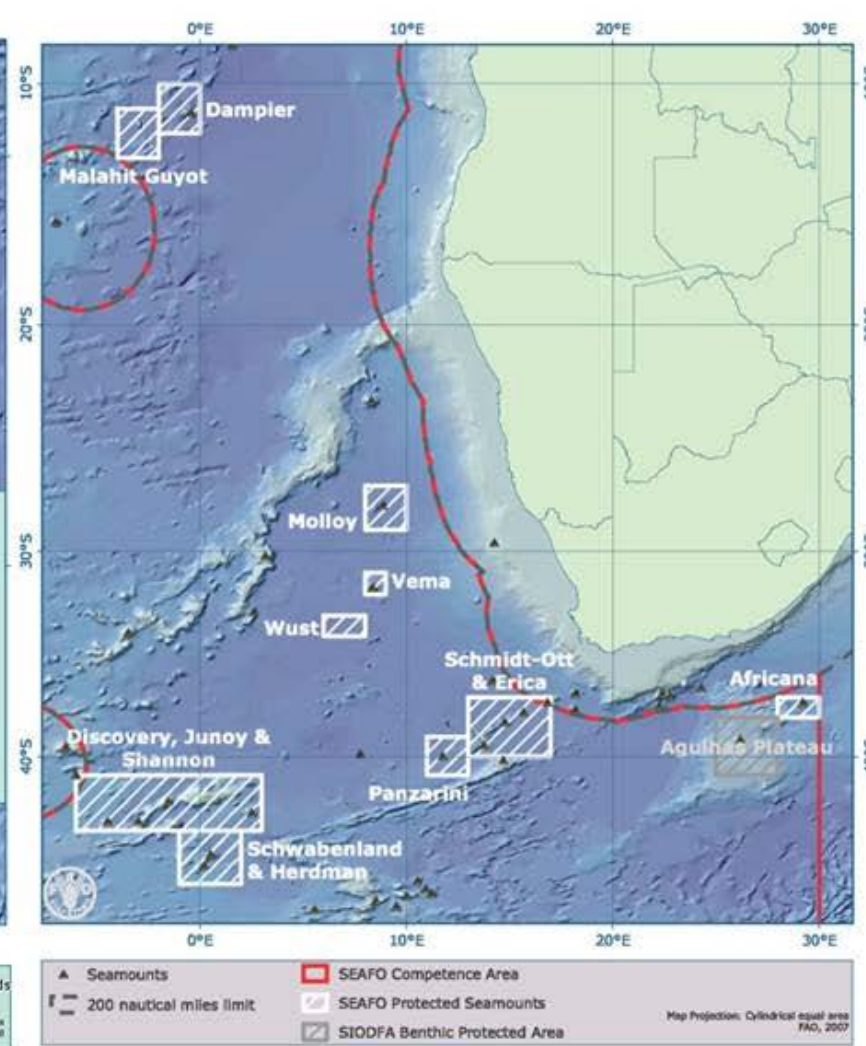 0°E 10°E 20°E 30°E
10°S
Dampier
Malahit Guyot
20°S
Molloy
30°S
Vema
Wust
Schmidt-Ott
& Erica
Africana
Discovery, Junoy &
Shannon
40°S
Agulhas Plateau
Panzarini
Schwabenland
& Herdman
0°E 10°E 20°E 30°E
Seamounts
200 nautical miles limit
SEAFO Competence Area
SEAFO Protected Seamounts
SIODFA Benthic Protected Area
Map Projection: Cylindrical equal area
FAO, 2007